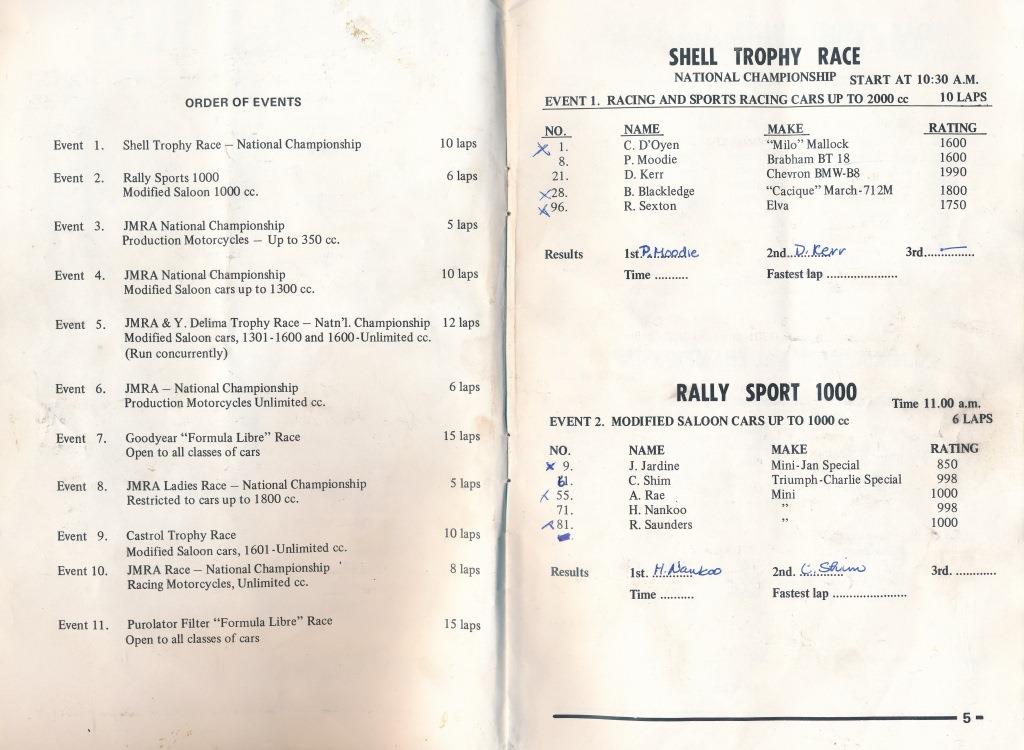 ORDER OF EVENTS
Event 1. Shell Trophy Race – National Championship 10 laps
Event 2. Rally Sports 1000 6 laps
Modified Saloon 1000 cc.
Event 3. JMRA National Championship 5 laps
Production Motorcycles – Up to 350 cc.
Event 4. JMRA National Championship 10 laps
Modified Saloon cars up to 1300 cc.
Event 5. JMRA & Y. Delima Trophy Race – Natn'l. Championship 12 laps
Modified Saloon cars, 1301-1600 and 1600-Unlimited cc.
(Run concurrently)
Event 6. JMRA – National Championship 6 laps
Production Motorcycles Unlimited cc.
Event 7. Goodyear "Formula Libre" Race 15 laps
Open to all classes of cars
Event 8. JMRA Ladies Race – National Championship 5 laps
Restricted to cars up to 1800 cc.
Event 9. Castrol Trophy Race 10 laps
Modified Saloon cars, 1601-Unlimited cc.
Event 10. JMRA Race – National Championship 8 laps
Racing Motorcycles, Unlimited cc.
Event 11. Purolator Filter "Formula Libre" Race 15 laps
Open to all classes of cars
SHELL TROPHY RACE
NATIONAL CHAMPIONSHIP START AT 10:30 A.M.
EVENT 1. RACING AND SPORTS RACING CARS UP TO 2000 cc 10 LAPS
NO. NAME MAKE RATING
X 1. C. D'Oyen "Milo" Mallock 1600
8. P. Moodie Brabham BT 18 1600
21. D. Kerr Chevron BMW-B8 1990
X 28. B. Blackledge "Cacique" March-712M 1800
X 96. R. Sexton Elva 1750
Results 1st P. Moodie 2nd... D. Kerr 3rd..............
Time .......... Fastest lap ......................
RALLY SPORT 1000
Time 11.00 a.m.
EVENT 2. MODIFIED SALOON CARS UP TO 1000 cc 6 LAPS
NO. NAME MAKE RATING
X 9. J. Jardine Mini-Jan Special 850
61. C. Shim Triumph-Charlie Special 998
X 55. A. Rae Mini 1000
71. H. Nankoo " 998
X 81. R. Saunders " 1000
Results 1st. H. Nankoo 2nd. C. Shim 3rd. ............
Time .......... Fastest lap ......................
5